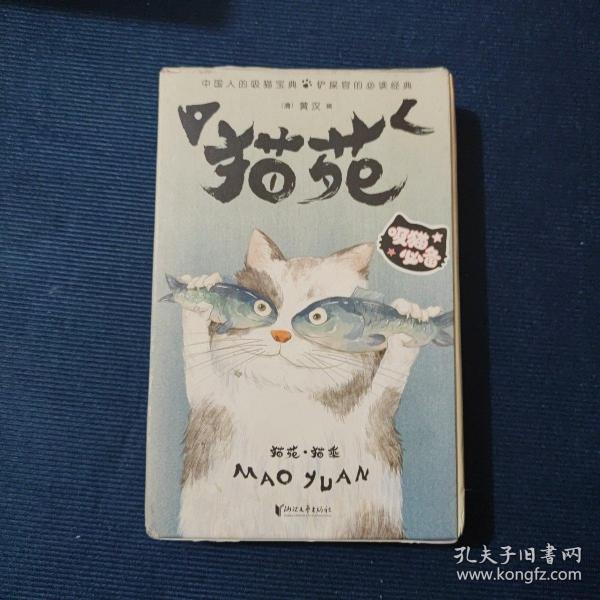 中国人的吸猫宝典 铲屎官的必读经典
（清）黄汉 编
猫苑
吸猫
必备
猫苑·猫乘
MAO YUAN
浙江文艺出版社
孔夫子旧书网
www.kongfz.com